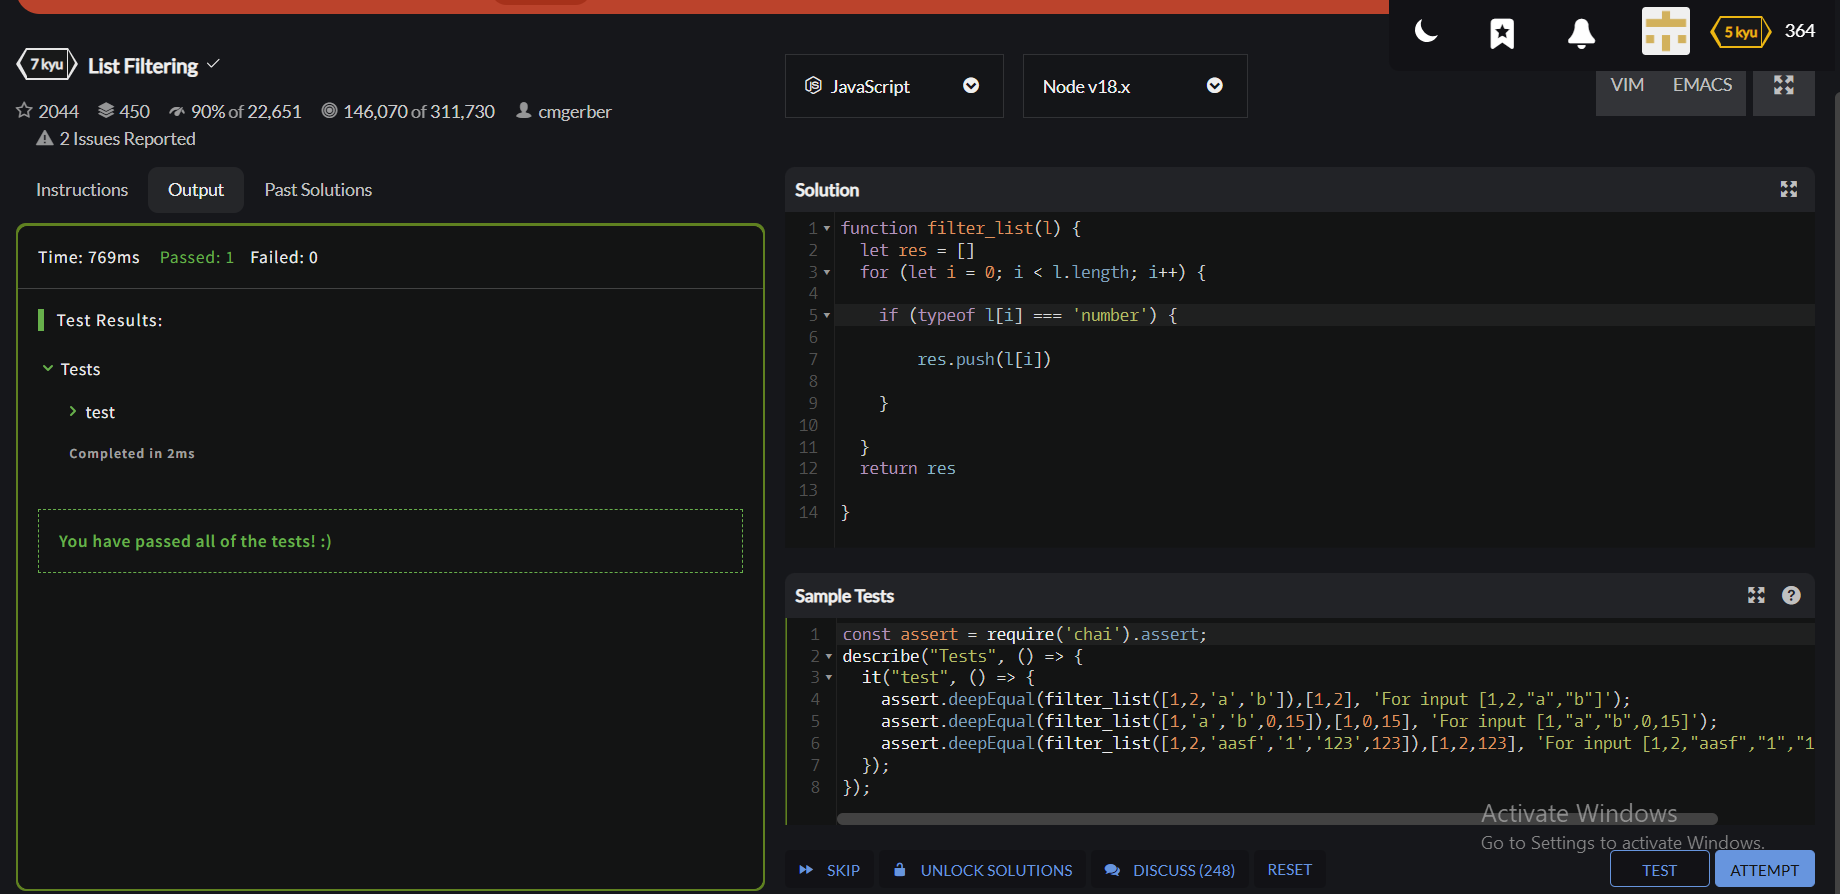 364
5 kyu
7 kyu List Filtering
2044 450 90% of 22,651 146,070 of 311,730 cmgerber
2 Issues Reported
JavaScript
Node v18.x
VIM EMACS
Instructions Output Past Solutions
Time: 769ms Passed: 1 Failed: 0
Test Results:
Tests
test
Completed in 2ms
You have passed all of the tests! :)
Solution
1 function filter_list(l) {
2 let res = []
3 for (let i = 0; i < l.length; i++) {
4
5 if (typeof l[i] === 'number') {
6
7 res.push(l[i])
8
9 }
10
11 }
12 return res
13
14 }
Sample Tests
1 const assert = require('chai').assert;
2 describe("Tests", () => {
3 it("test", () => {
4 assert.deepEqual(filter_list([1,2,'a','b']),[1,2], 'For input [1,2,"a","b"]');
5 assert.deepEqual(filter_list([1,'a','b',0,15]),[1,0,15], 'For input [1,"a","b",0,15]');
6 assert.deepEqual(filter_list([1,2,'aasf','1','123',123]),[1,2,123], 'For input [1,2,"aasf","1","1
7 });
8 });
Activate Windows
Go to Settings to activate Windows.
SKIP UNLOCK SOLUTIONS DISCUSS (248) RESET TEST ATTEMPT